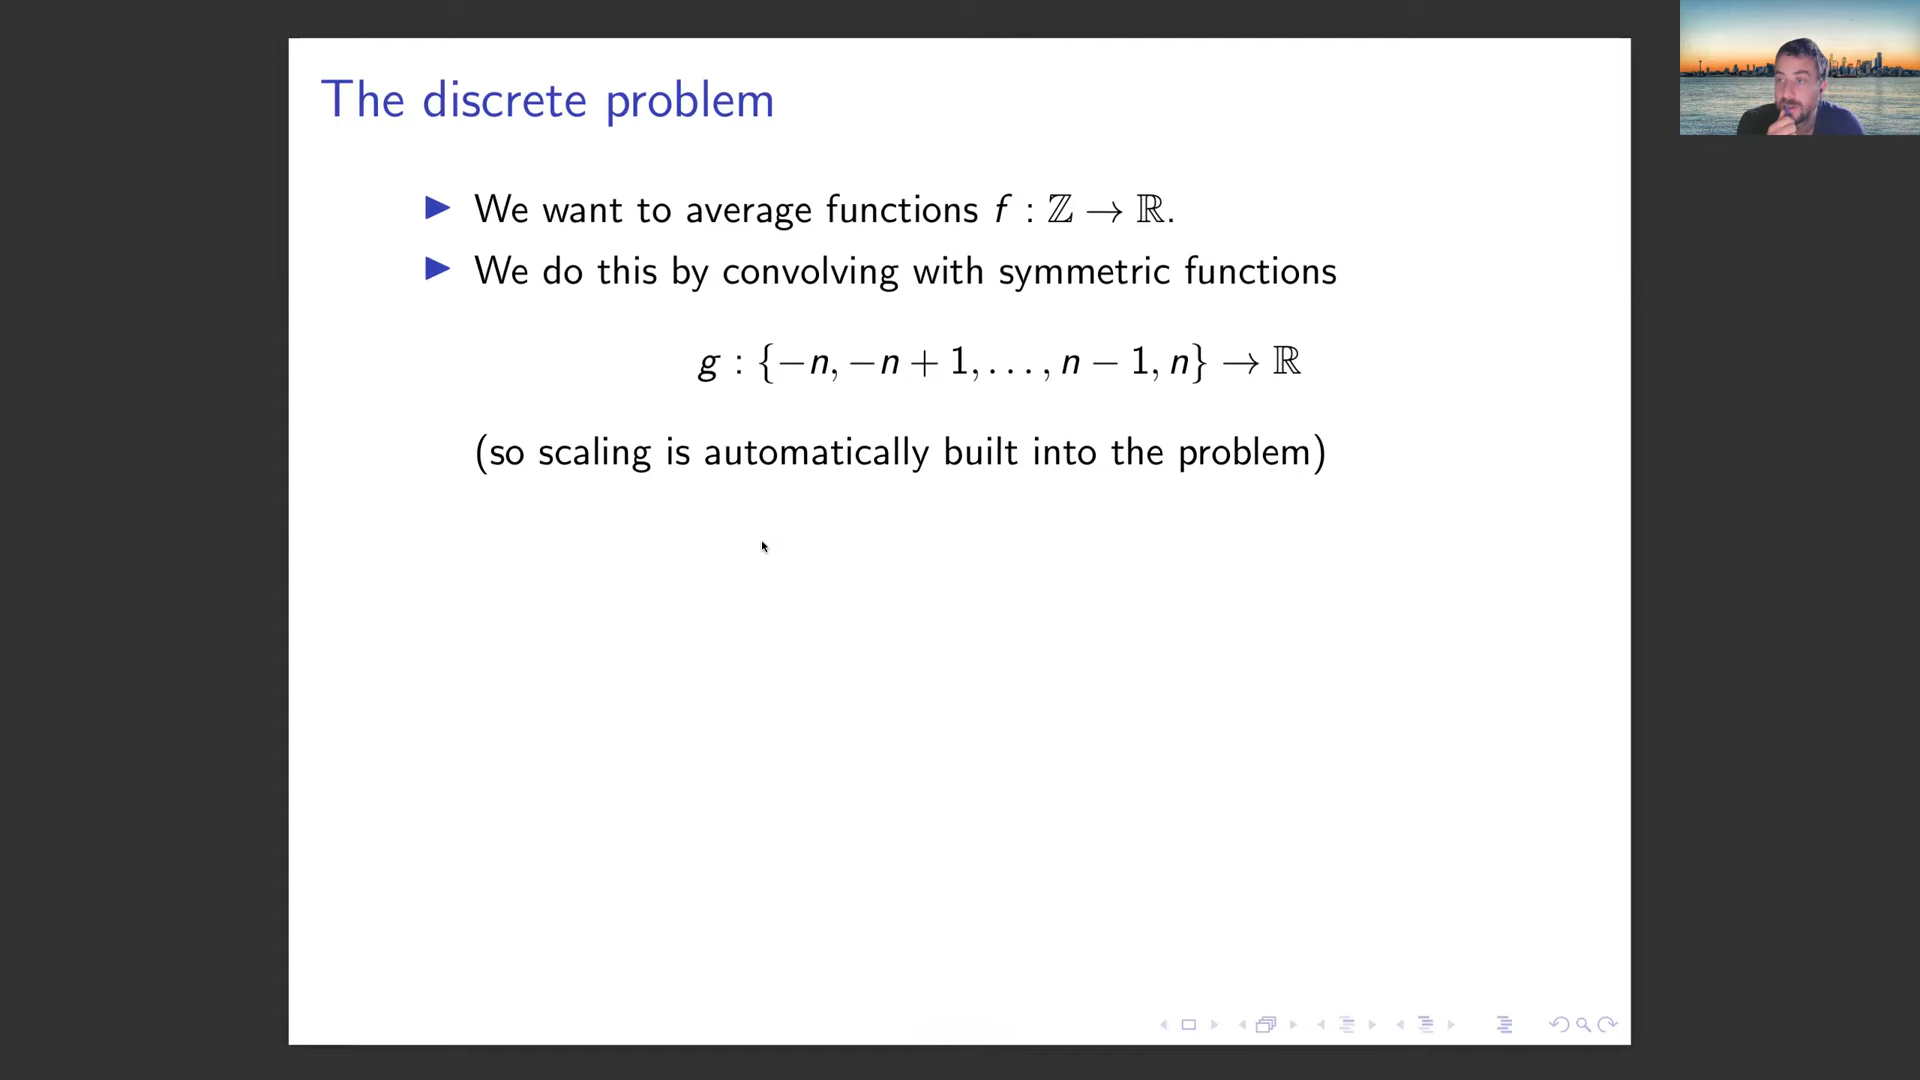 The discrete problem
▶ We want to average functions f : ℤ → ℝ.
▶ We do this by convolving with symmetric functions
g : {−n, −n + 1, . . . , n − 1, n} → ℝ
(so scaling is automatically built into the problem)